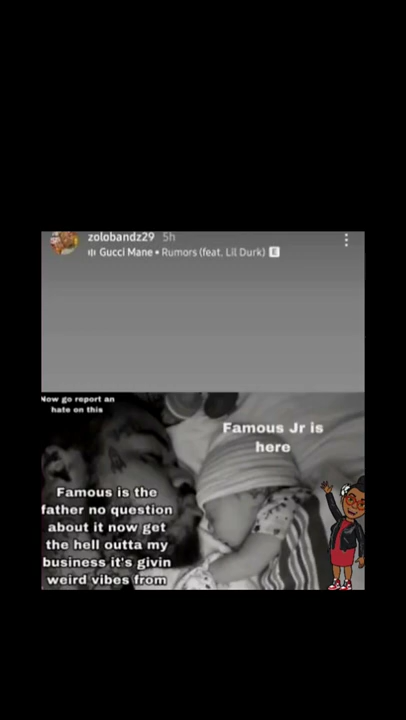 zolobandz29 5h
Gucci Mane • Rumors (feat. Lil Durk) E
Now go report an
hate on this
Famous Jr is
here
Famous is the
father no question
about it now get
the hell outta my
business it's givin
weird vibes from